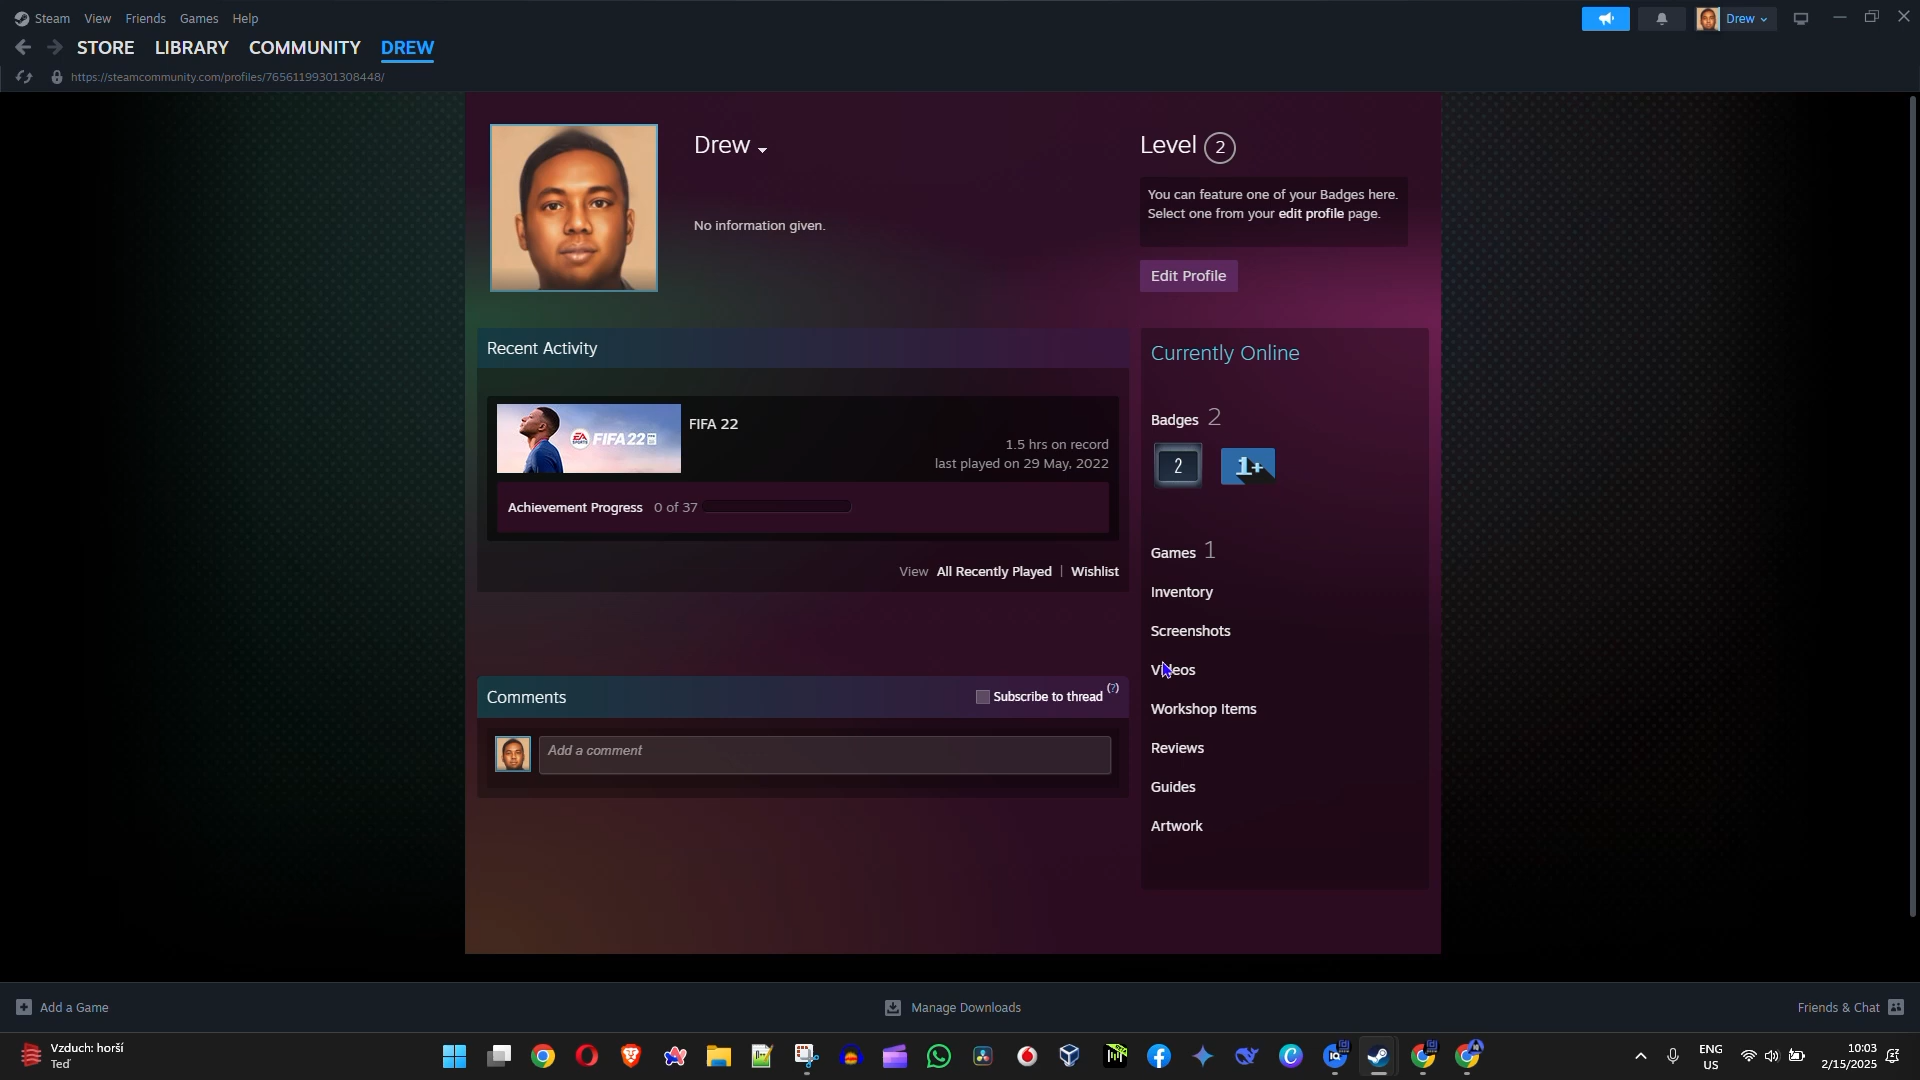 Steam View Friends Games Help
Drew
STORE LIBRARY COMMUNITY DREW
https://steamcommunity.com/profiles/76561199301308448/
Drew
No information given.
Level 2
You can feature one of your Badges here.
Select one from your edit profile page.
Edit Profile
Recent Activity
EA SPORTS FIFA 22
FIFA 22
1.5 hrs on record
last played on 29 May, 2022
Achievement Progress 0 of 37
View All Recently Played | Wishlist
Comments
Subscribe to thread (?)
Add a comment
Currently Online
Badges 2
2 1+
Games 1
Inventory
Screenshots
Videos
Workshop Items
Reviews
Guides
Artwork
Add a Game
Manage Downloads
Friends & Chat
Vzduch: horší
Teď
ENG
US
10:03
2/15/2025